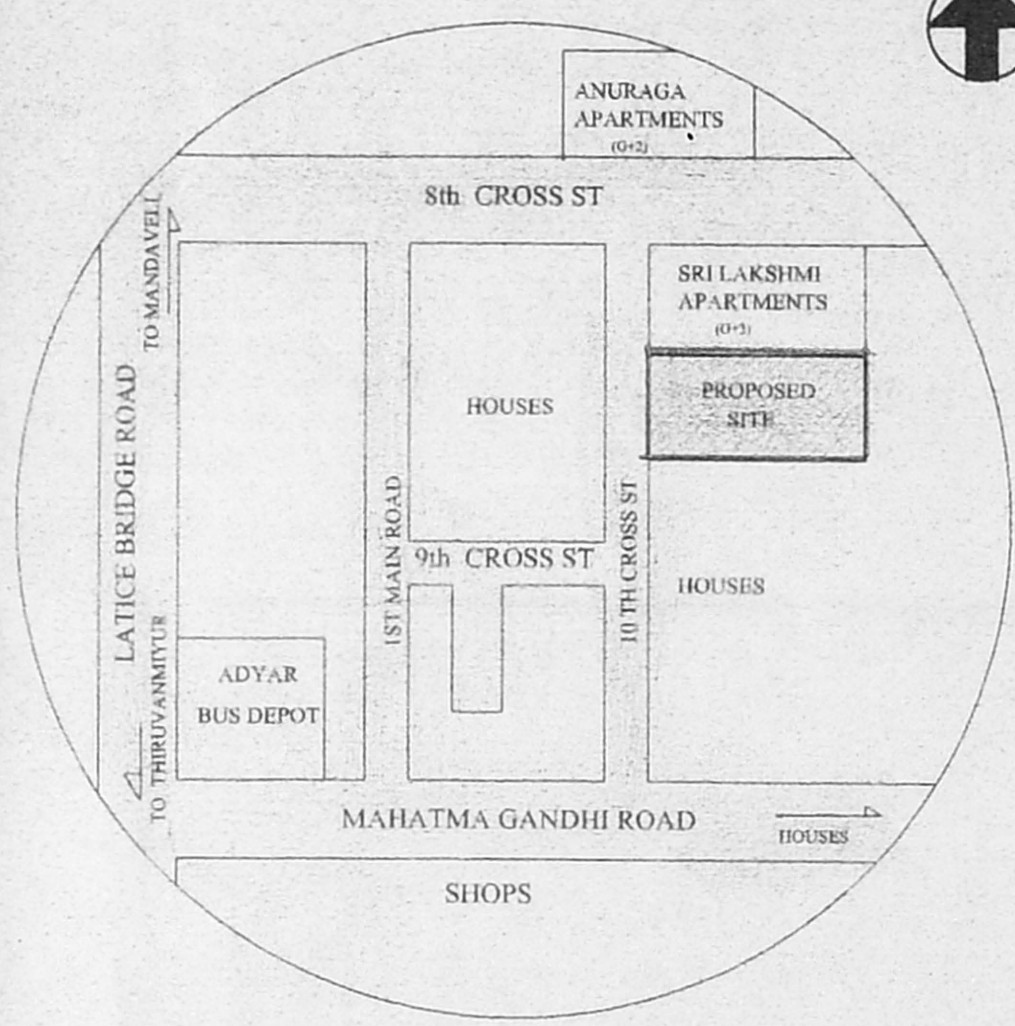 ANURAGA
APARTMENTS
(G+2)
8th CROSS ST
TO MANDAVELI
SRI LAKSHMI
APARTMENTS
(G+3)
PROPOSED
SITE
HOUSES
LATICE BRIDGE ROAD
1ST MAIN ROAD
10 TH CROSS ST
9th CROSS ST
HOUSES
TO THIRUVANMIYUR
ADYAR
BUS DEPOT
MAHATMA GANDHI ROAD
HOUSES
SHOPS